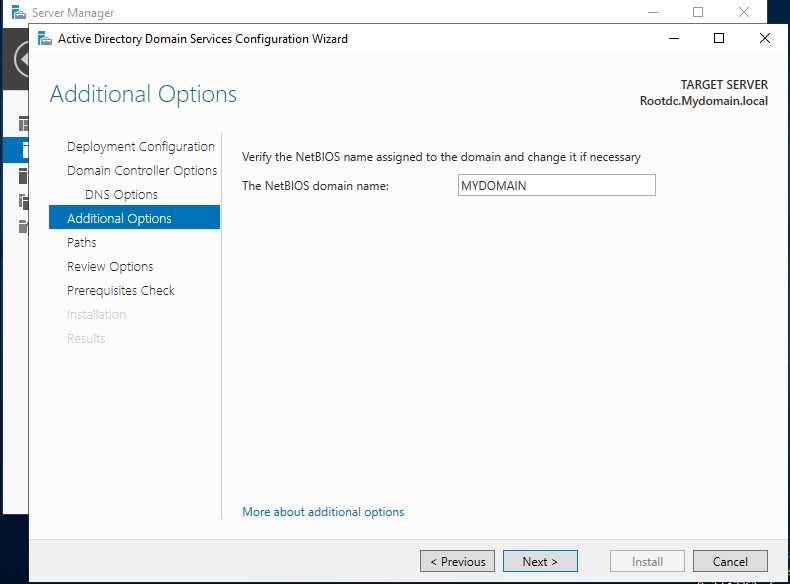 Server Manager
Active Directory Domain Services Configuration Wizard
Additional Options
TARGET SERVER
Rootdc.Mydomain.local
Deployment Configuration
Domain Controller Options
DNS Options
Additional Options
Paths
Review Options
Prerequisites Check
Installation
Results
Verify the NetBIOS name assigned to the domain and change it if necessary
The NetBIOS domain name:
MYDOMAIN
More about additional options
< Previous
Next >
Install
Cancel